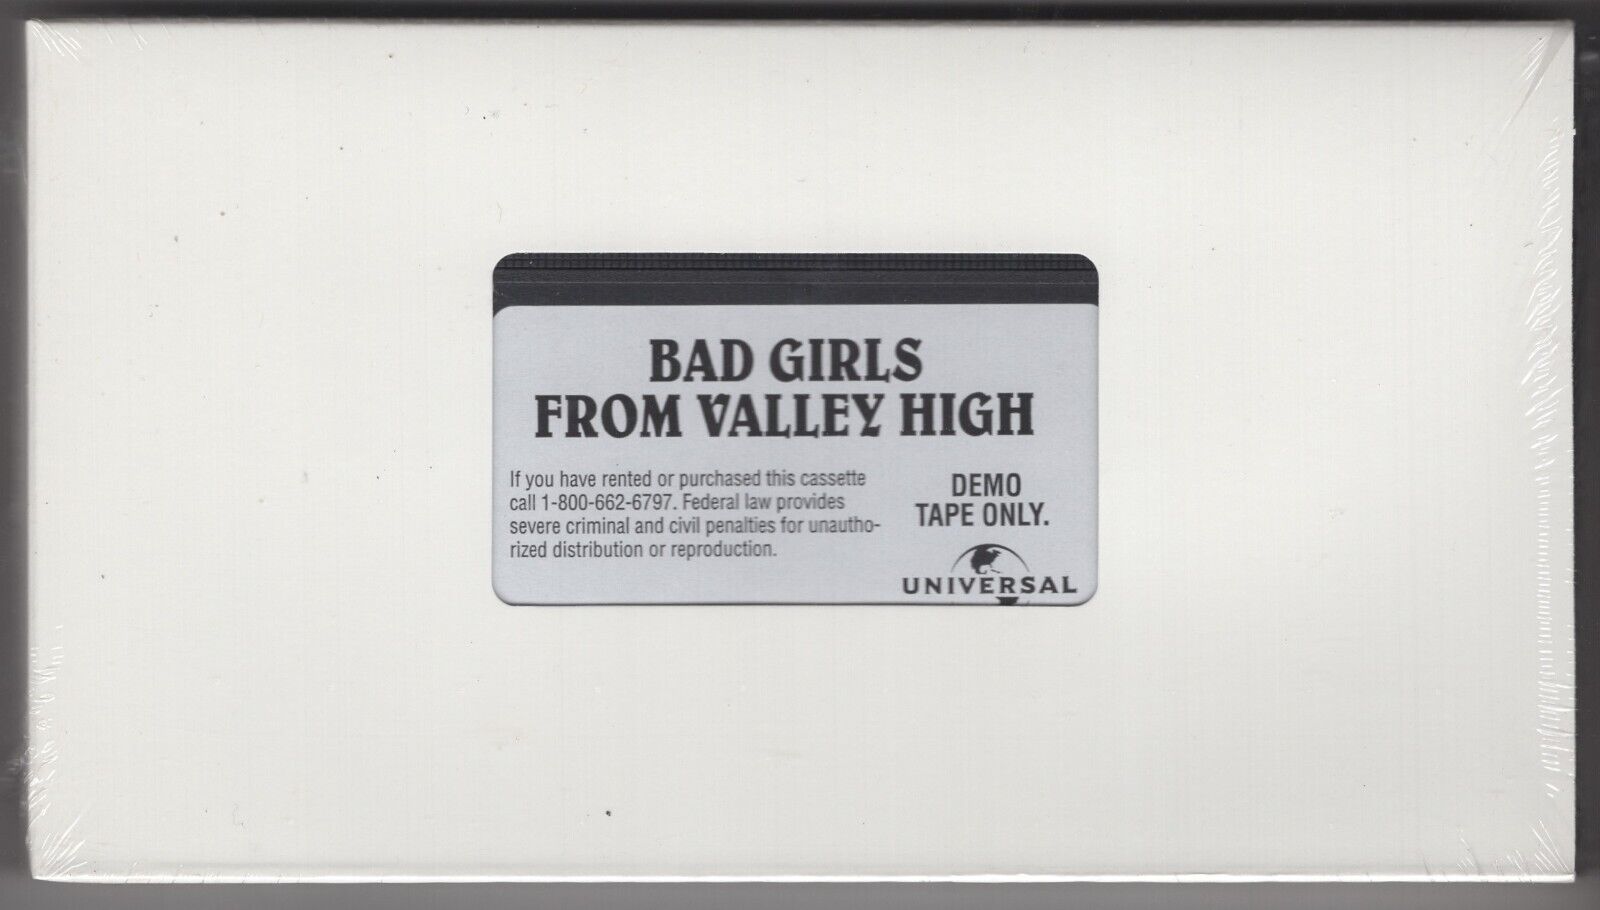 BAD GIRLS
FROM VALLEY HIGH
If you have rented or purchased this cassette
call 1-800-662-6797. Federal law provides
severe criminal and civil penalties for unautho-
rized distribution or reproduction.
DEMO
TAPE ONLY.
UNIVERSAL